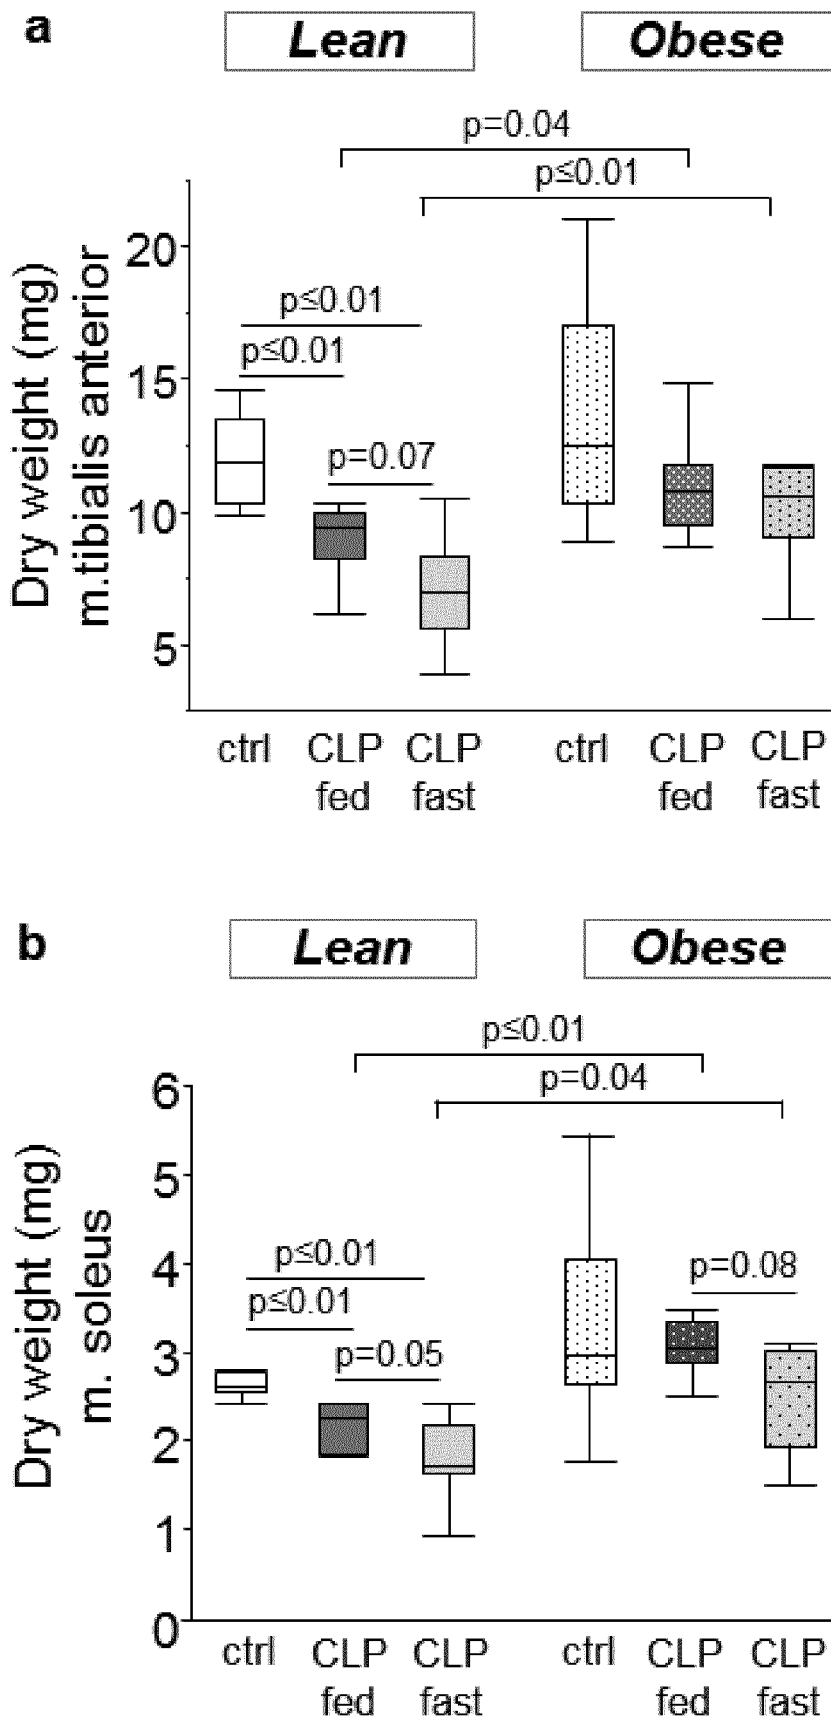 a
Lean Obese
p=0.04
p≤0.01
p≤0.01
p≤0.01
p=0.07
Dry weight (mg)
m.tibialis anterior
20
15
10
5
ctrl CLP fed CLP fast ctrl CLP fed CLP fast
b
Lean Obese
p≤0.01
p=0.04
p≤0.01
p≤0.01
p=0.05
p=0.08
Dry weight (mg)
m. soleus
6
5
4
3
2
1
0
ctrl CLP fed CLP fast ctrl CLP fed CLP fast